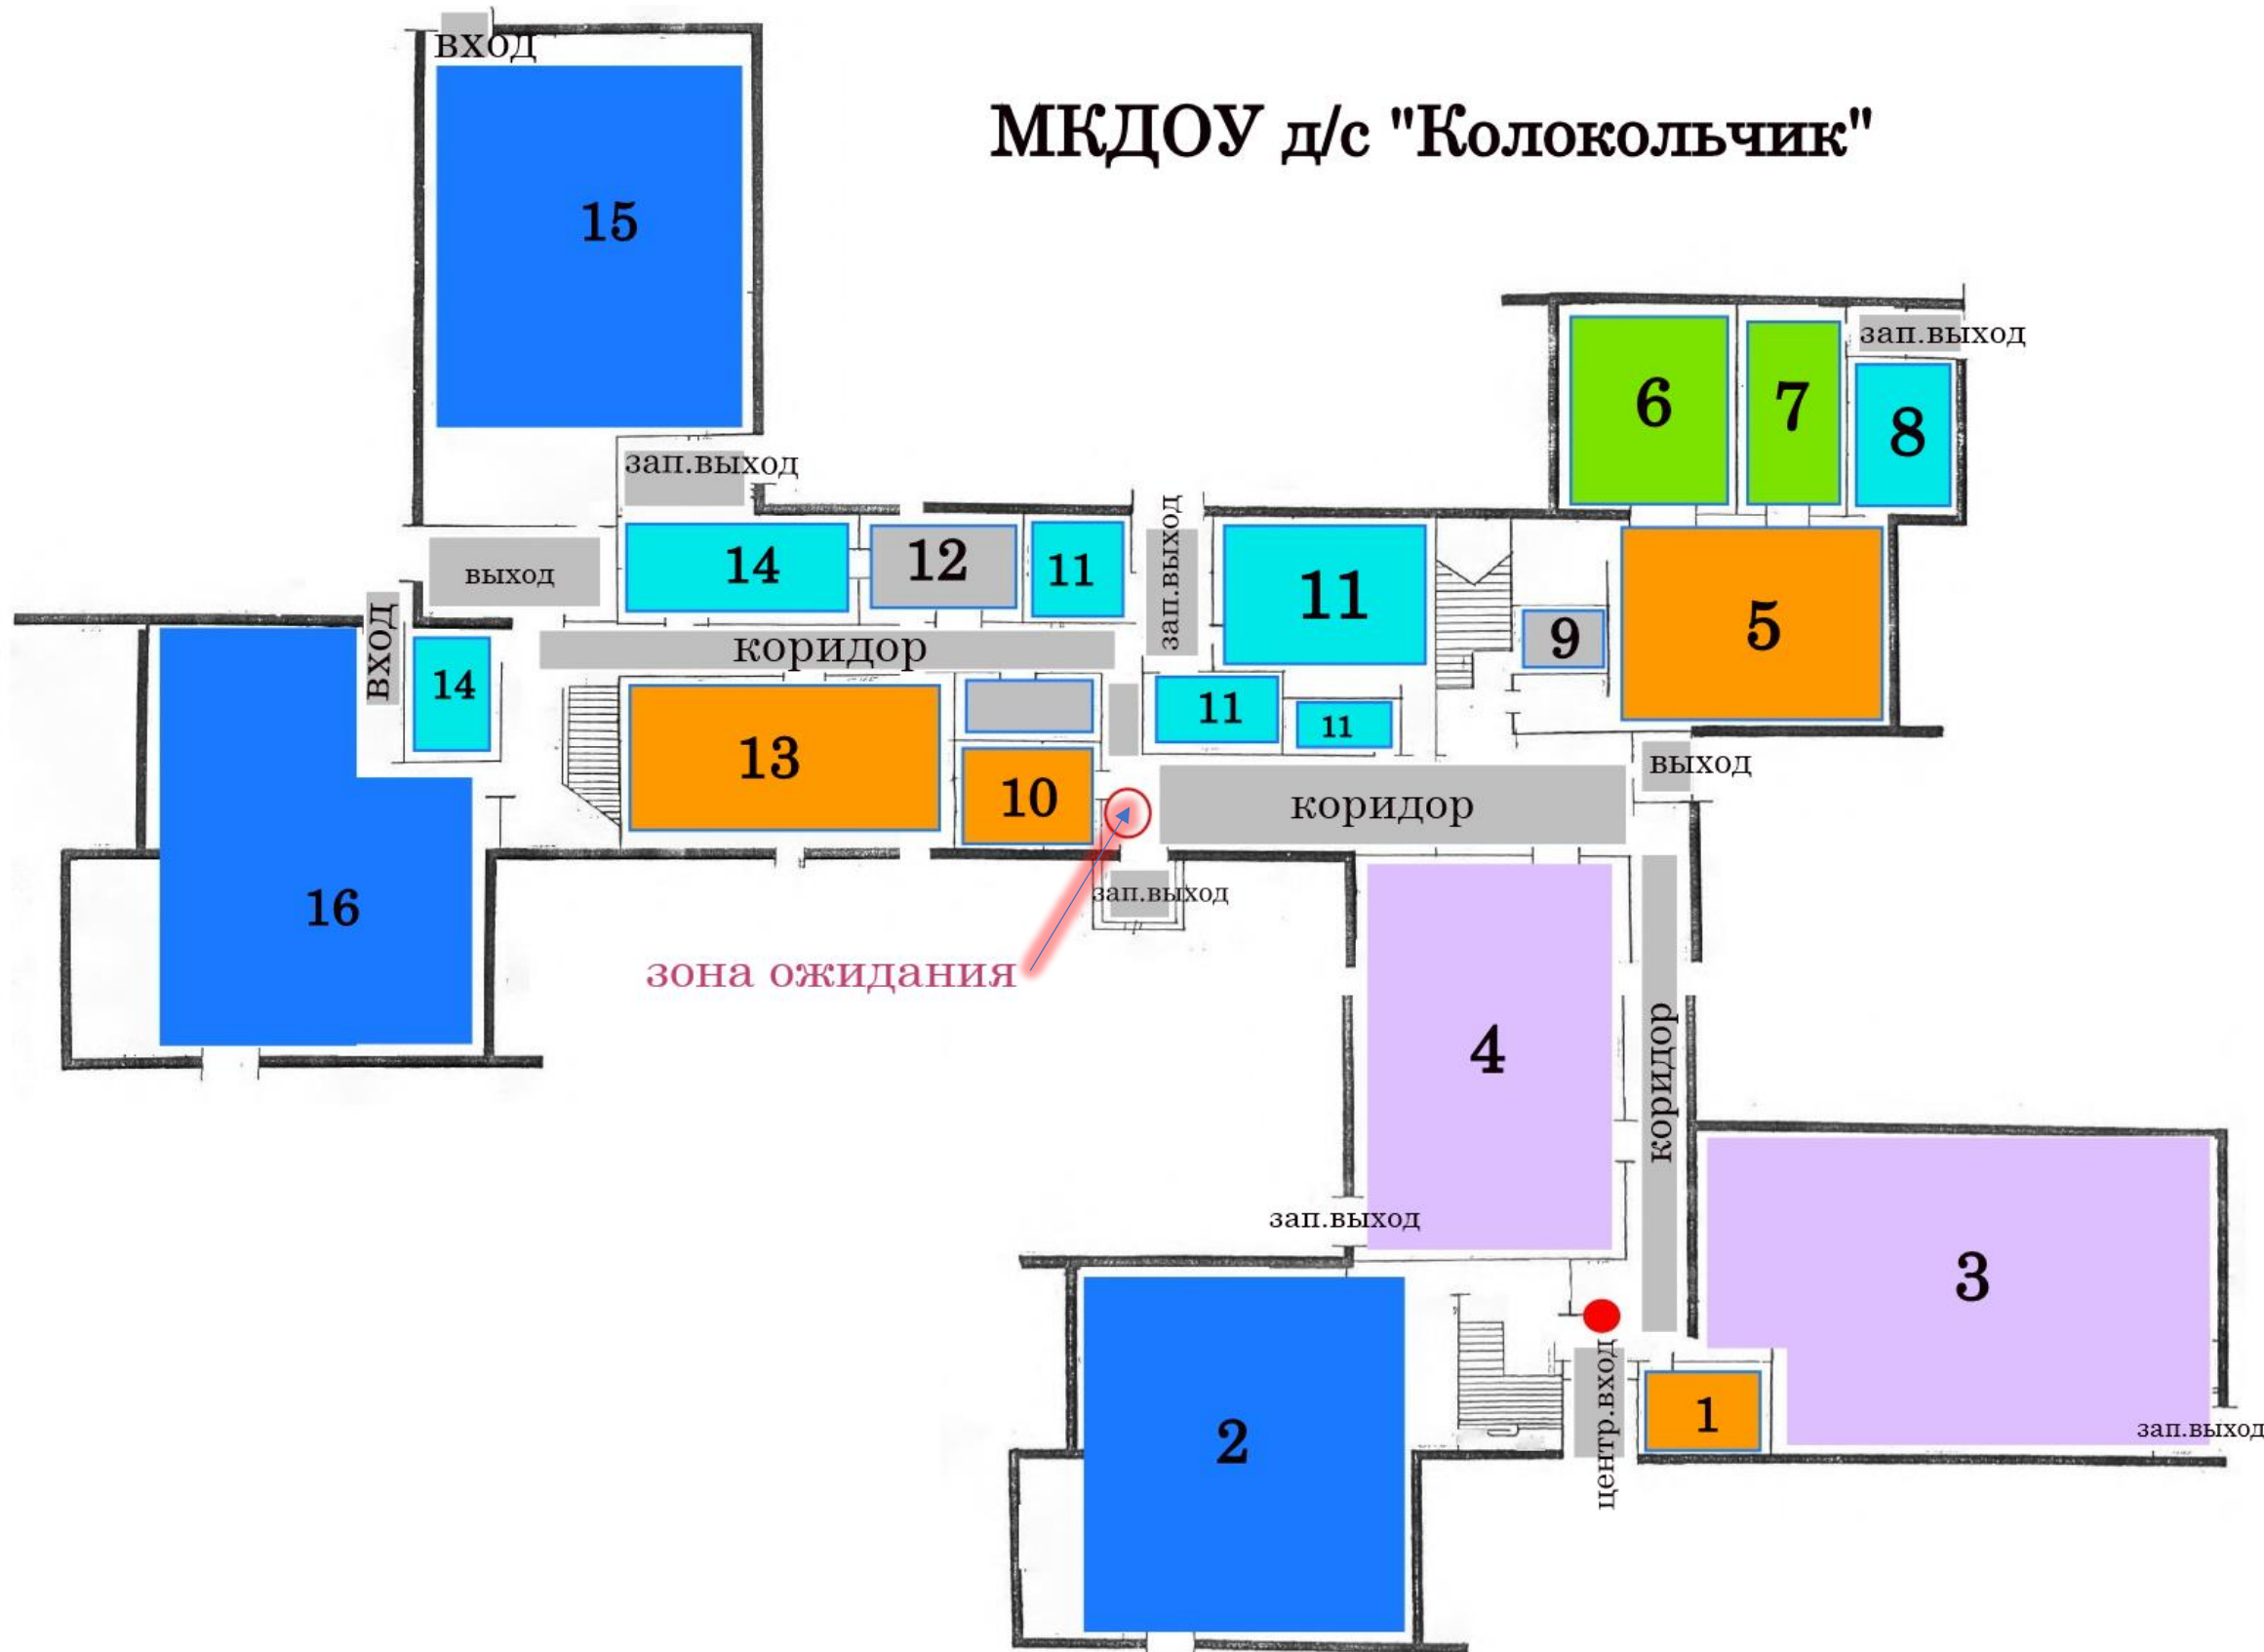 вход
МКДОУ д/с "Колокольчик"
15
зап.выход
6
7
8
зап.выход
зап.выход
14
12
11
11
выход
9
5
коридор
вход
14
11
11
13
10
коридор
выход
зап.выход
16
зона ожидания
4
коридор
зап.выход
3
центр.вход
1
2
зап.выход